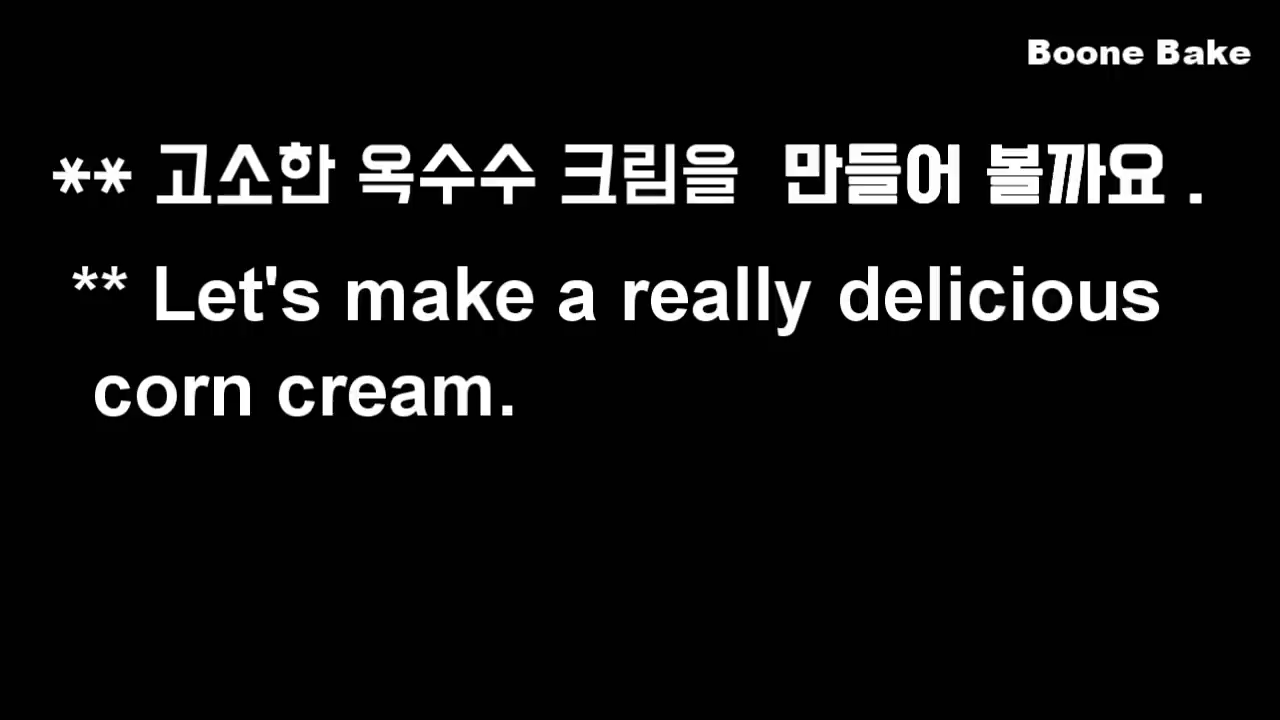 Boone Bake
** 고소한 옥수수 크림을 만들어 볼까요 .
** Let's make a really delicious
corn cream.